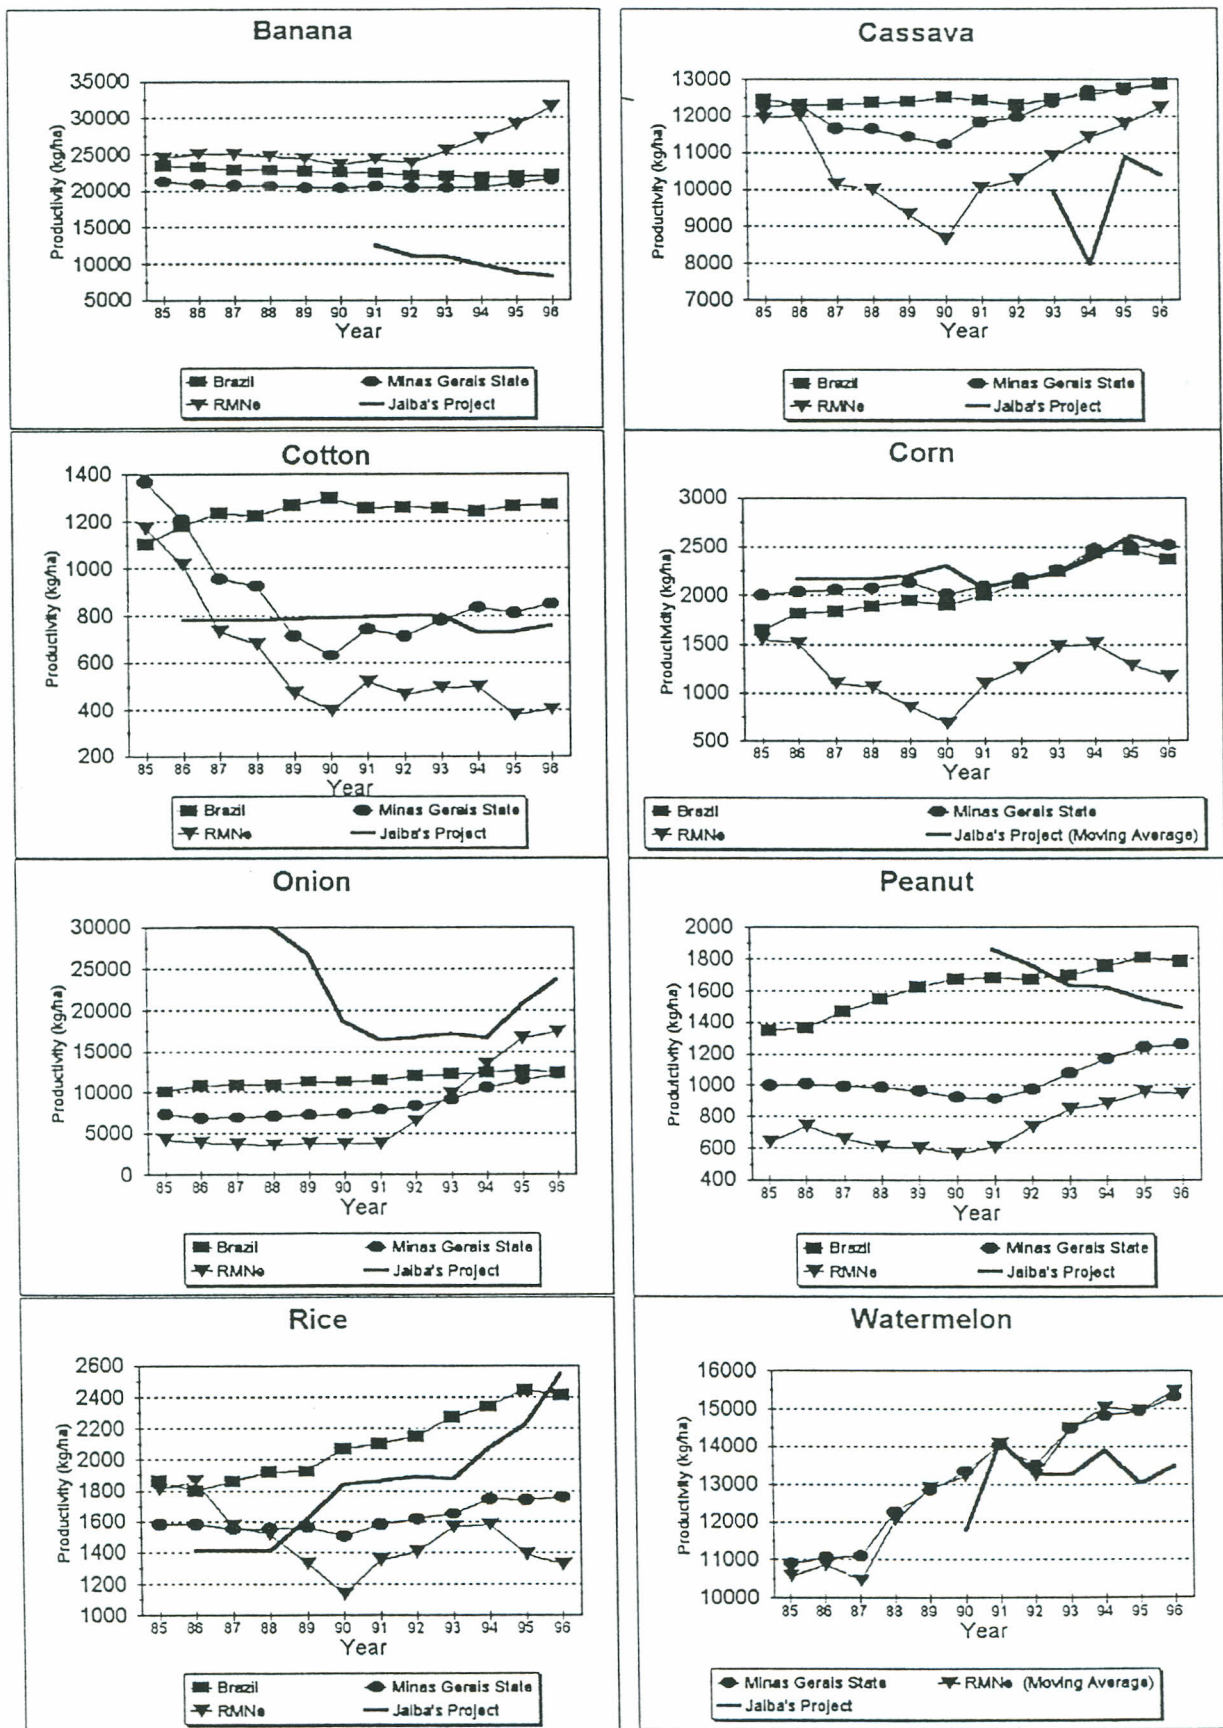 Banana
35000
30000
25000
20000
15000
10000
5000
Productivity (kg/ha)
85 86 87 88 89 90 91 92 93 94 95 96
Year
Brazil Minas Gerais State
RMNe Jaiba's Project
Cassava
13000
12000
11000
10000
9000
8000
7000
Productivity (kg/ha)
85 86 87 88 89 90 91 92 93 94 95 96
Year
Brazil Minas Gerais State
RMNe Jaiba's Project
Cotton
1400
1200
1000
800
600
400
200
Productivity (kg/ha)
85 86 87 88 89 90 91 92 93 94 95 96
Year
Brazil Minas Gerais State
RMNe Jaiba's Project
Corn
3000
2500
2000
1500
1000
500
(kg/ha)
85 86 87 88 89 90 91 92 93 94 95 96
Year
Brazil Minas Gerais State
RMNe Jaiba's Project (Moving Average)
Onion
30000
25000
20000
15000
10000
5000
0
Productivity (kg/ha)
85 86 87 88 89 90 91 92 93 94 95 96
Year
Brazil Minas Gerais State
RMNe Jaiba's Project
Peanut
2000
1800
1600
1400
1200
1000
800
600
400
Productivity (kg/ha)
85 86 87 88 89 90 91 92 93 94 95 96
Year
Brazil Minas Gerais State
RMNe Jaiba's Project
Rice
2600
2400
2200
2000
1800
1600
1400
1200
1000
Productivity (kg/ha)
85 86 87 88 89 90 91 92 93 94 95 96
Year
Brazil Minas Gerais State
RMNe Jaiba's Project
Watermelon
16000
15000
14000
13000
12000
11000
10000
Productivity (kg/ha)
85 86 87 88 89 90 91 92 93 94 95 96
Year
Minas Gerais State RMNe (Moving Average)
Jaiba's Project